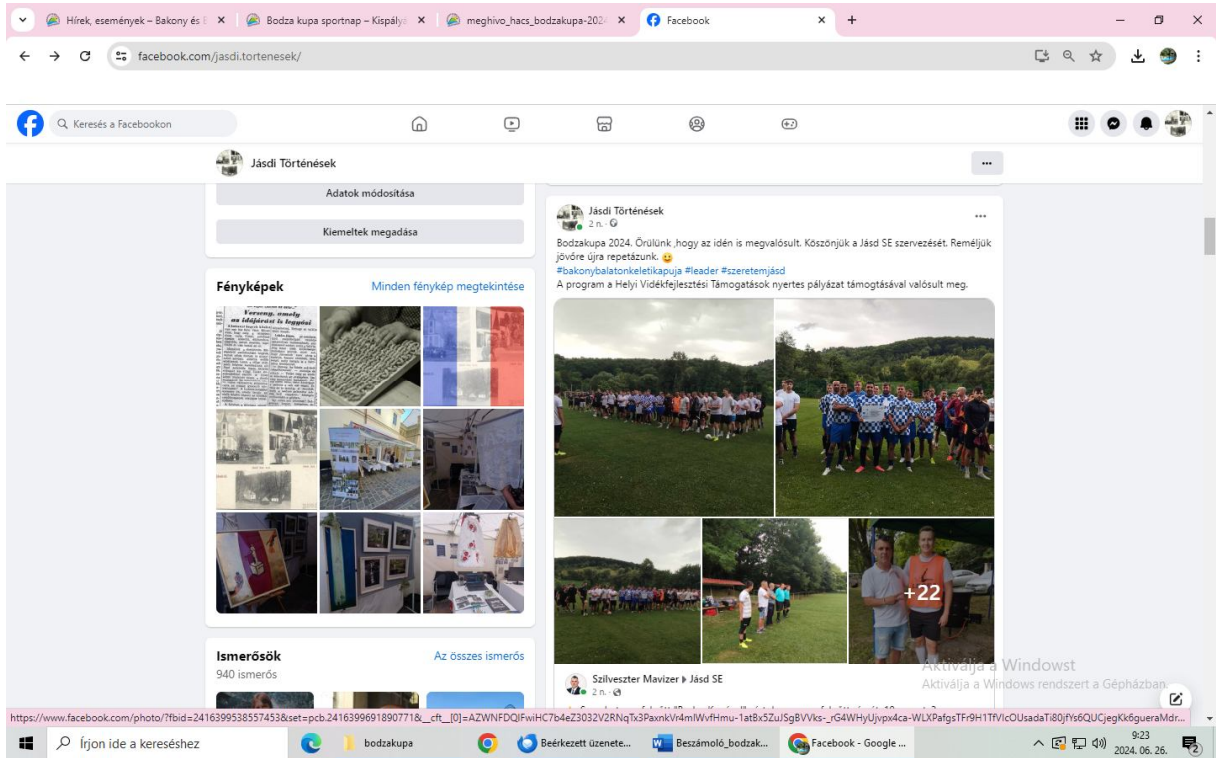 Hírek, események – Bakony és B
Bodza kupa sportnap – Kispálya
meghivo_hacs_bodzakupa-202
Facebook
facebook.com/jasdi.tortenesek/
Keresés a Facebookon
Jásdi Történések
Adatok módosítása
Kiemeltek megadása
Fényképek
Minden fénykép megtekintése
Verseny, amely
az időjárást is legyőzi
Ismerősök
Az összes ismerős
940 ismerős
Jásdi Történések
2 n.
Bodzakupa 2024. Örülünk ,hogy az idén is megvalósult. Köszönjük a Jásd SE szervezését. Reméljük
jövőre újra repetázunk. 🙂
#bakonybalatonkeletikapuja #leader #szeretemjásd
A program a Helyi Vidékfejlesztési Támogatások nyertes pályázat támogtásával valósult meg.
+22
Szilveszter Mavizer ▸ Jásd SE
2 n.
Aktiválja a Windowst
Aktiválja a Windows rendszert a Gépházban.
Írjon ide a kereséshez
bodzakupa
Beérkezett üzenete...
Beszámoló_bodzak...
Facebook - Google ...
9:23
2024. 06. 26.
2